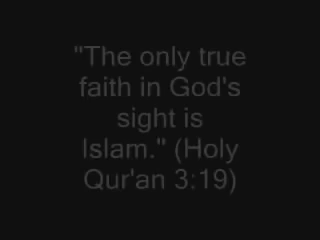 "The only true
faith in God's
sight is
Islam." (Holy
Qur'an 3:19)